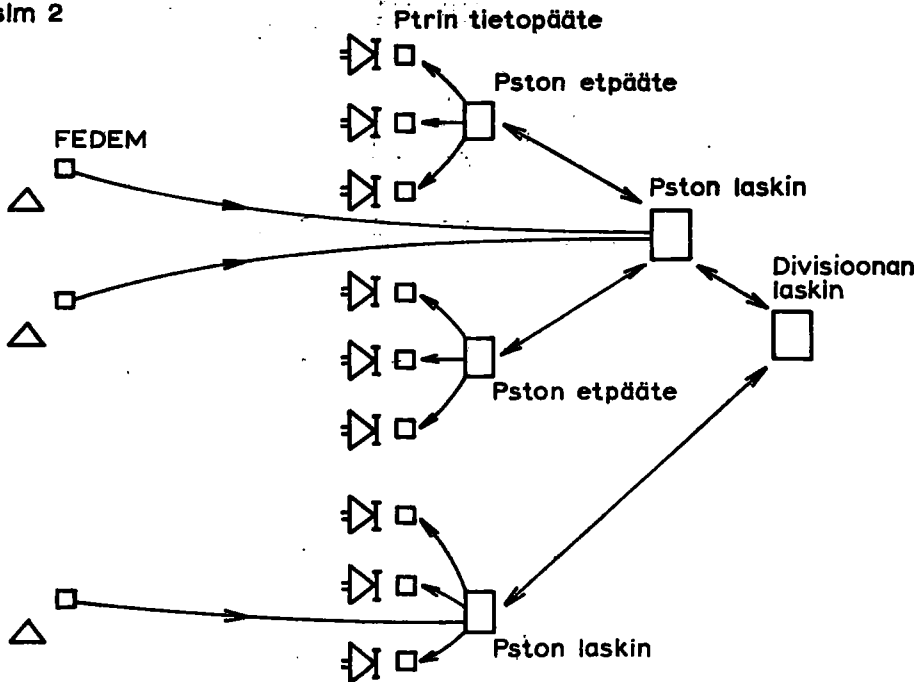 sim 2
Ptrin tietopääte
Pston etpääte
FEDEM
Pston laskin
Divisioonan
laskin
Pston etpääte
Pston laskin